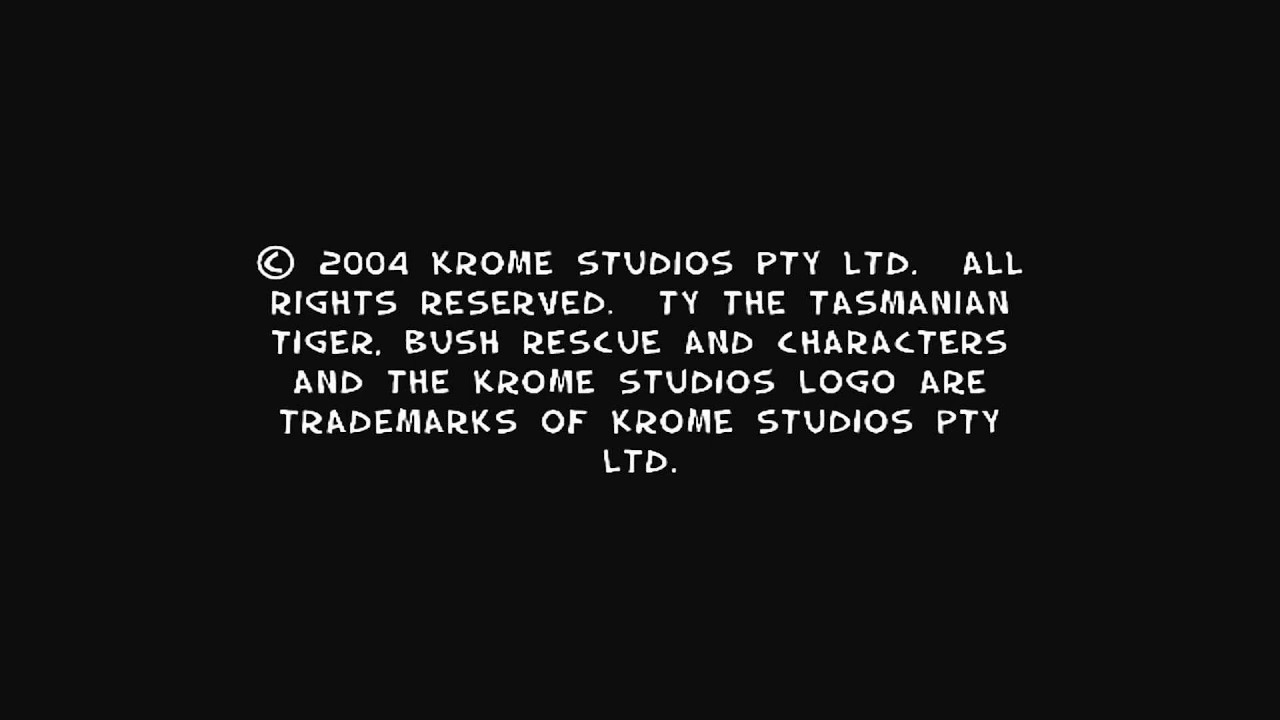 © 2004 KROME STUDIOS PTY LTD.  ALL
RIGHTS RESERVED.  TY THE TASMANIAN
TIGER, BUSH RESCUE AND CHARACTERS
AND THE KROME STUDIOS LOGO ARE
TRADEMARKS OF KROME STUDIOS PTY
LTD.